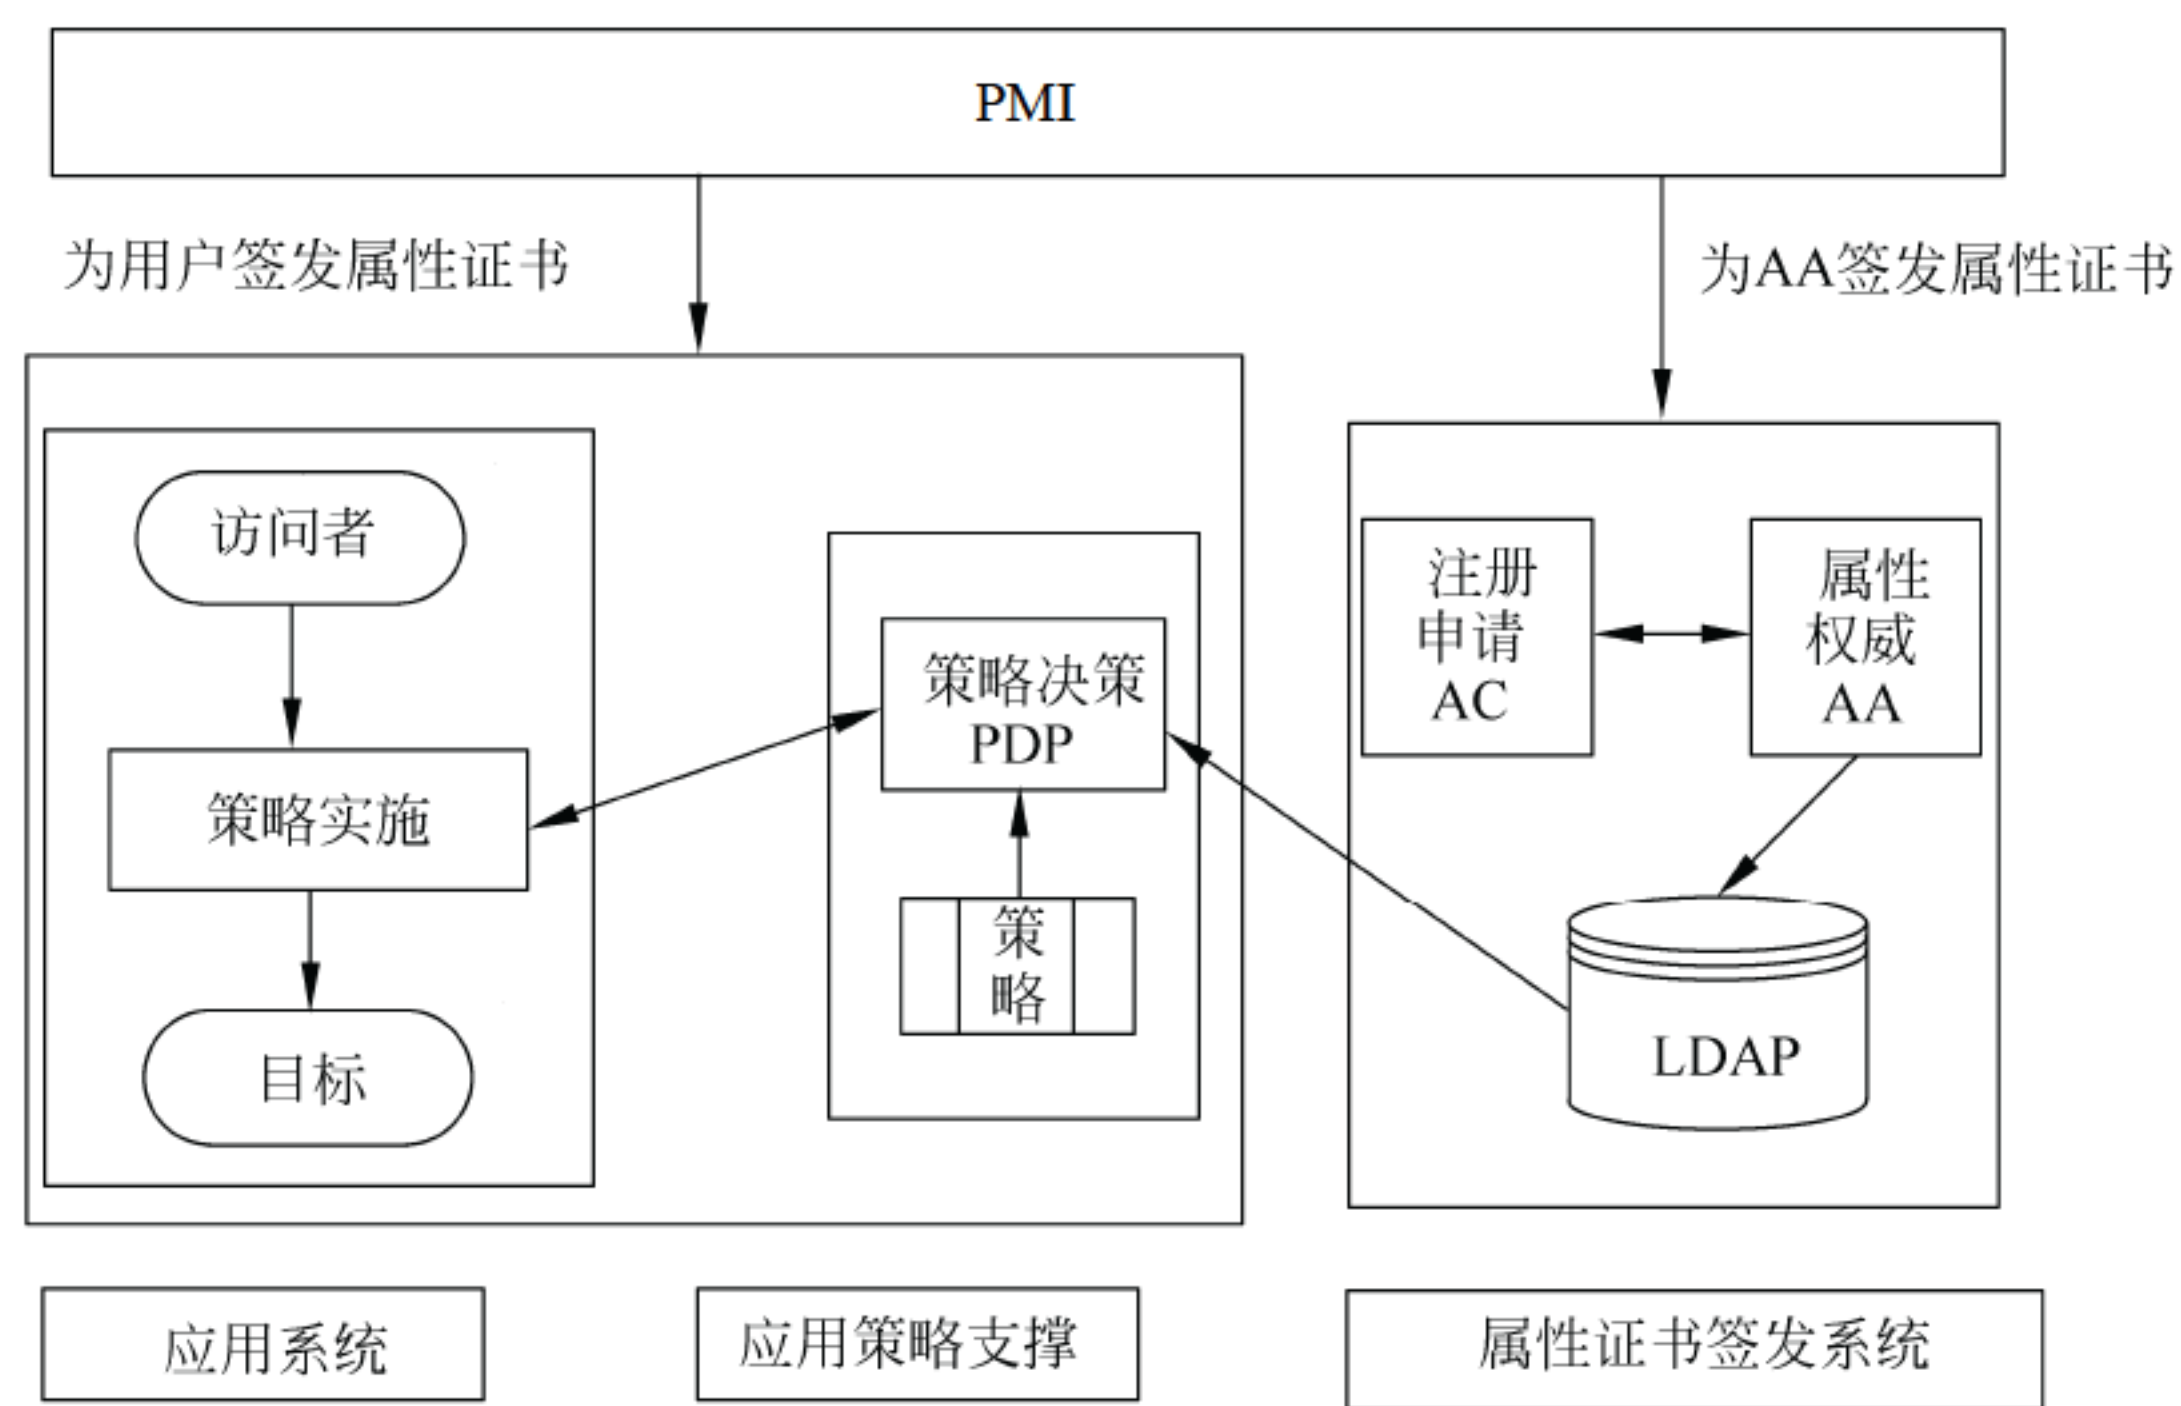 PMI
为用户签发属性证书
为AA签发属性证书
访问者
策略实施
目标
策略决策
PDP
策
略
注册
申请
AC
属性
权威
AA
LDAP
应用系统
应用策略支撑
属性证书签发系统